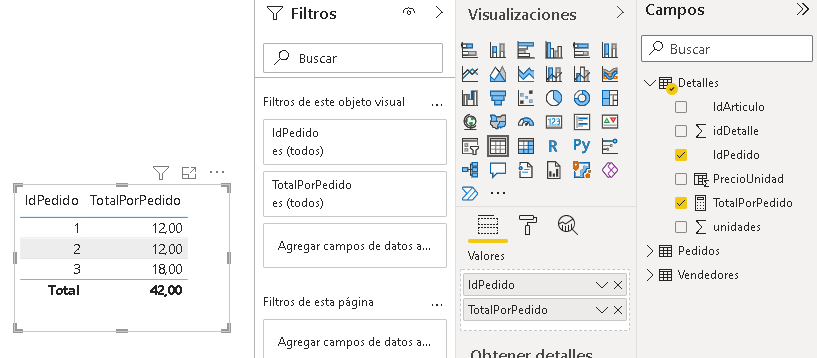 IdPedido TotalPorPedido
1 12,00
2 12,00
3 18,00
Total 42,00
Filtros
Buscar
Filtros de este objeto visual
IdPedido
es (todos)
TotalPorPedido
es (todos)
Agregar campos de datos a...
Filtros de esta página
Agregar campos de datos a...
Visualizaciones
123
R Py
Valores
IdPedido
TotalPorPedido
Obtener detalles
Campos
Buscar
Detalles
IdArticulo
idDetalle
IdPedido
PrecioUnidad
TotalPorPedido
unidades
Pedidos
Vendedores